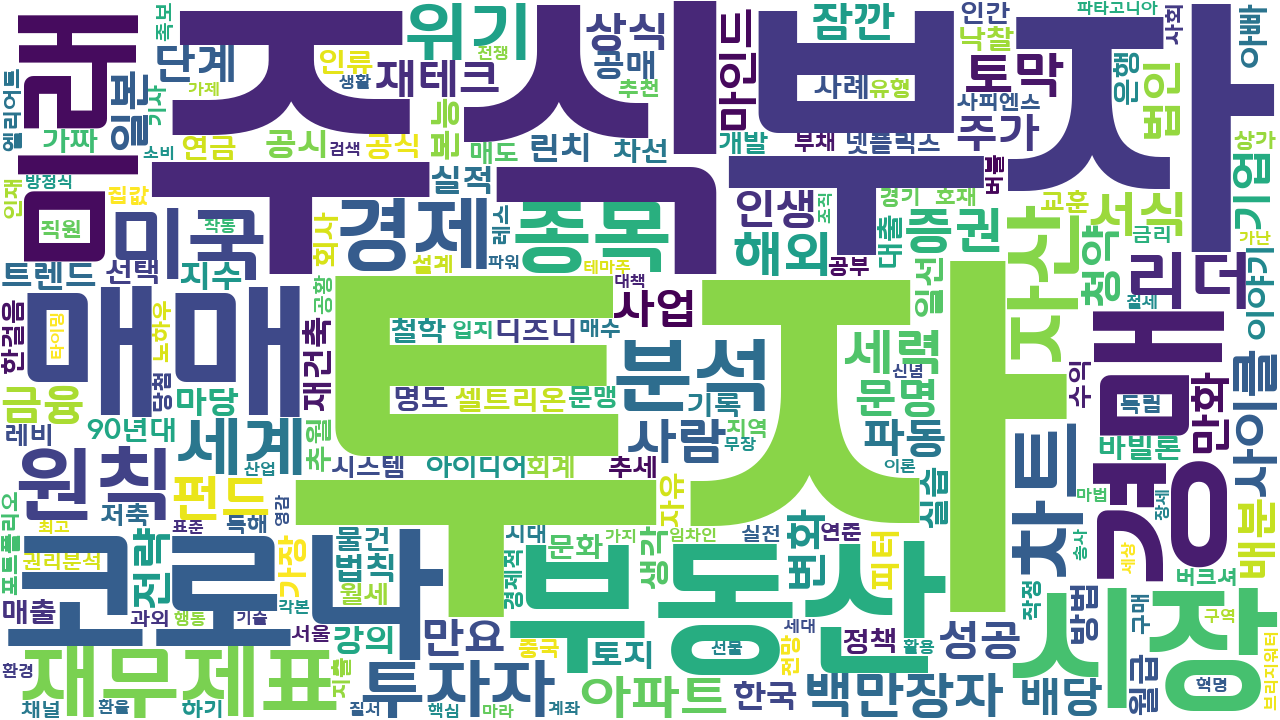 투자
주식
부자
미래
매매
코로나
부동산
시장
경매
재무제표
경제
종목
미국
분석
원칙
세계
펀드
차트
자산
리더
투자자
백만장자
아파트
위기
상식
잠깐
단계
재테크
마인드
토막
주가
공매
인류
생활
전쟁
추천
사례
유형
인간
낙찰
파타고니아
사회
아빠
은행
법인
사피엔스
족보
엘리어트
일본
기사
가제
가짜
소비
연금
공시
검색
공식
본능
매도
린치
차선
개발
부채
넷플릭스
버블
상가
기업
인재
방정식
직원
집값
작동
실적
회사
레스
인생
조직
경기
호재
교훈
서식
금리
가난
트렌드
선택
지수
설계
파워
테마주
해외
공부
대출
증권
청약
절세
이야기
공황
대책
사업
일선
한걸음
타이밍
노하우
재건축
철학
입지
디즈니
매수
세력
신념
수익
독립
만화
사이클
금융
당첨
마당
명도
셀트리온
문맹
기록
문명
레비
90년대
추월
사람
지역
무장
파동
바빌론
산업
시스템
아이디어
회계
추세
이론
마법
장세
배분
포트폴리오
저축
최고
표준
독해
영감
자유
실습
권리분석
전략
가장
물건
법칙
월세
시대
문화
가지
생각
임차인
실전
변화
연준
피터
송사
세상
버크셔
매출
과외
행동
기술
각본
서울
강의
만요
경제적
중국
토지
선물
세대
전망
정책
활용
성공
작정
방법
구매
구역
환경
채널
환율
하기
지출
질서
핵심
마라
계좌
한국
배당
월급
혁명
브리지워터